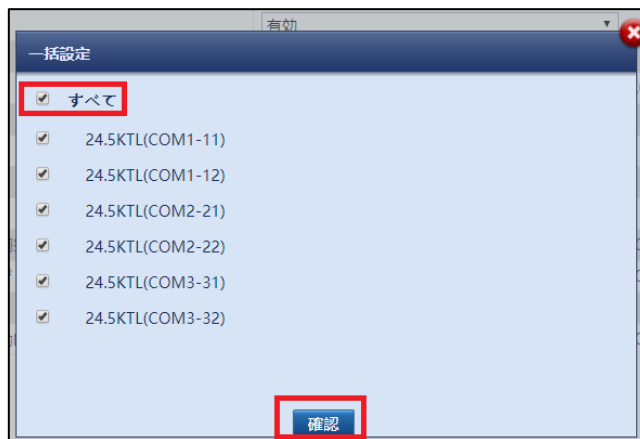 有効
一括設定
すべて
24.5KTL(COM1-11)
24.5KTL(COM1-12)
24.5KTL(COM2-21)
24.5KTL(COM2-22)
24.5KTL(COM3-31)
24.5KTL(COM3-32)
確認